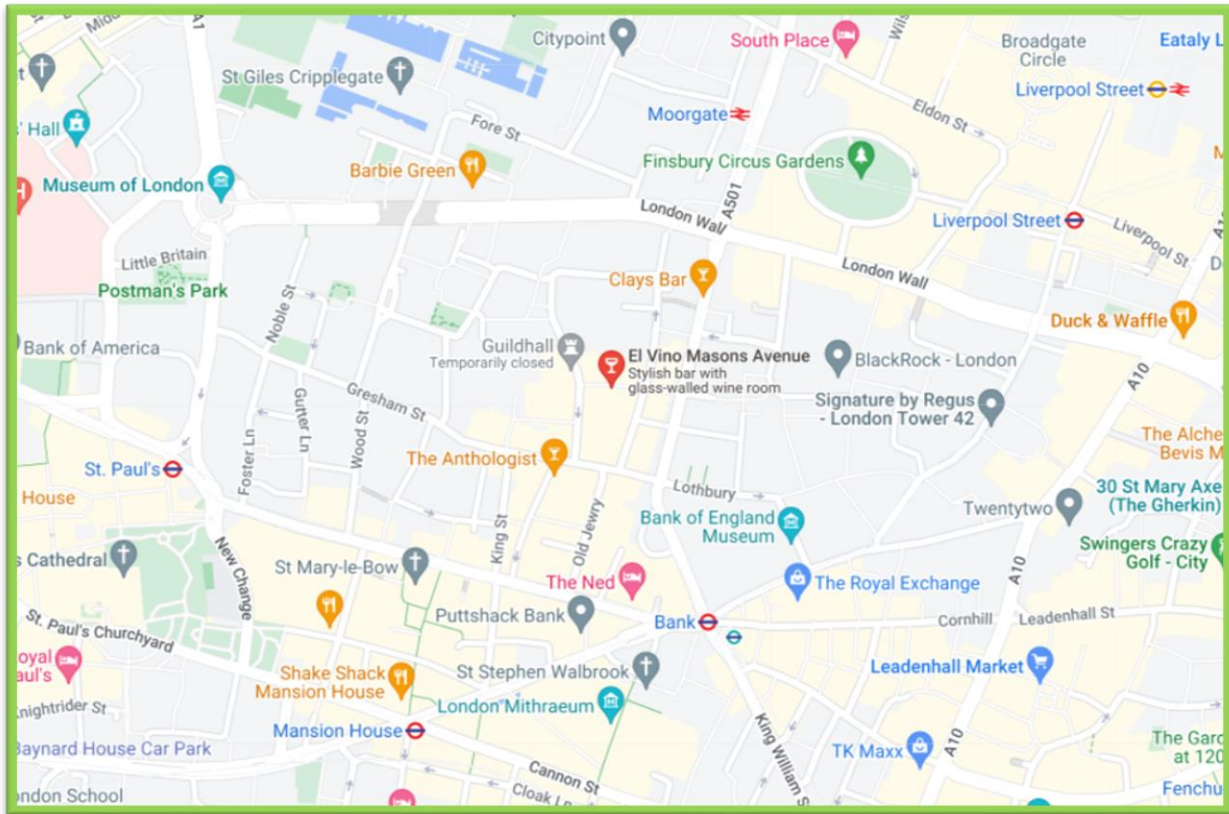 Citypoint
South Place
Broadgate
Circle
Eataly L
St Giles Cripplegate
Liverpool Street
Moorgate
Eldon St
s' Hall
Fore St
Barbie Green
Finsbury Circus Gardens
Museum of London
A1
A501
London Wall
Liverpool Street
Liverpool St
Little Britain
Postman's Park
Clays Bar
London Wall
Noble St
Duck & Waffle
Bank of America
Guildhall
Temporarily closed
El Vino Masons Avenue
Stylish bar with
glass-walled wine room
BlackRock - London
A10
Gresham St
Gutter Ln
Wood St
Foster Ln
Signature by Regus
- London Tower 42
The Alche
Bevis M
St. Paul's
The Anthologist
House
Lothbury
30 St Mary Axe
(The Gherkin)
Twentytwo
Bank of England
Museum
King St
Old Jewry
s Cathedral
New Change
St Mary-le-Bow
The Ned
The Royal Exchange
Swingers Crazy
Golf - City
A10
Puttshack Bank
Bank
Cornhill
Leadenhall St
St. Paul's Churchyard
oyal
aul's
Shake Shack
Mansion House
St Stephen Walbrook
Leadenhall Market
London Mithraeum
Knightrider St
Mansion House
King William S
Baynard House Car Park
TK Maxx
A10
The Gard
at 120
Cannon St
Cloak Ln
ondon School
Fenchu